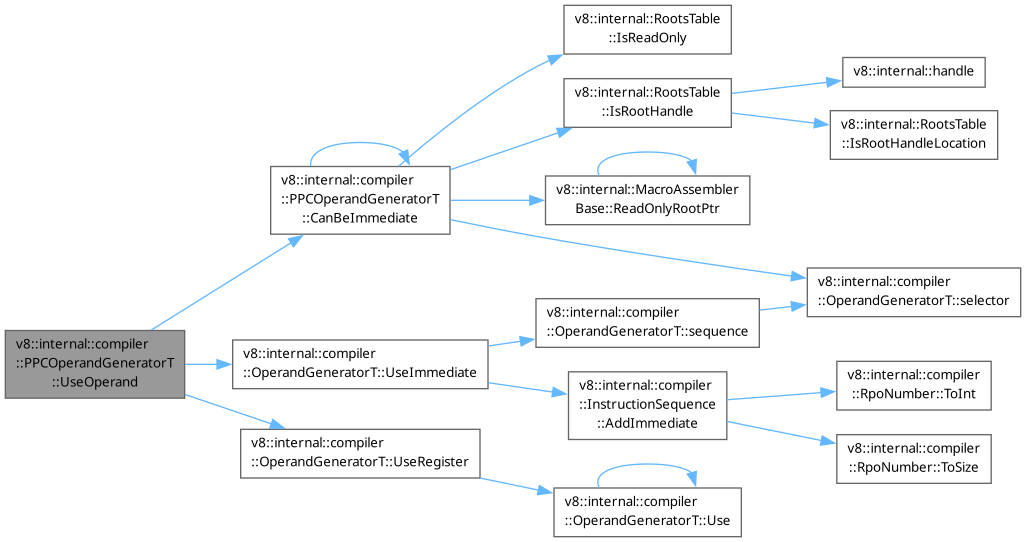 v8::internal::RootsTable
::IsReadOnly
v8::internal::handle
v8::internal::RootsTable
::IsRootHandle
v8::internal::RootsTable
::IsRootHandleLocation
v8::internal::compiler
::PPCOperandGeneratorT
::CanBeImmediate
v8::internal::MacroAssembler
Base::ReadOnlyRootPtr
v8::internal::compiler
::OperandGeneratorT::selector
v8::internal::compiler
::OperandGeneratorT::sequence
v8::internal::compiler
::PPCOperandGeneratorT
::UseOperand
v8::internal::compiler
::OperandGeneratorT::UseImmediate
v8::internal::compiler
::InstructionSequence
::AddImmediate
v8::internal::compiler
::RpoNumber::ToInt
v8::internal::compiler
::RpoNumber::ToSize
v8::internal::compiler
::OperandGeneratorT::UseRegister
v8::internal::compiler
::OperandGeneratorT::Use